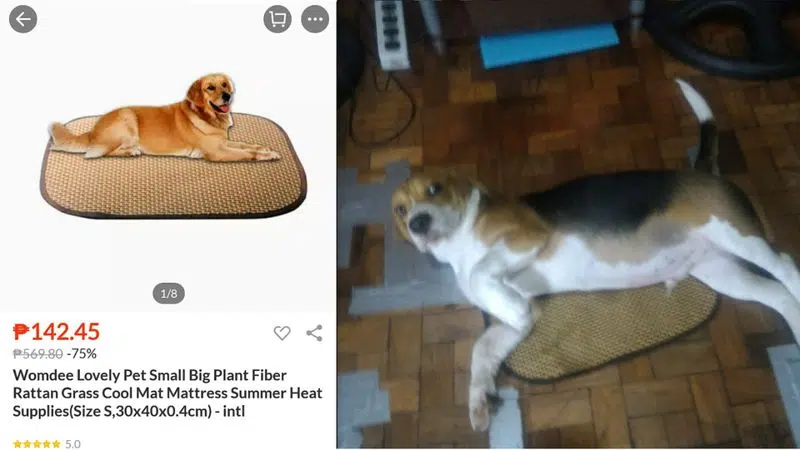 1/8
₱142.45
₱569.80 -75%
Womdee Lovely Pet Small Big Plant Fiber
Rattan Grass Cool Mat Mattress Summer Heat
Supplies(Size S,30x40x0.4cm) - intl
5.0